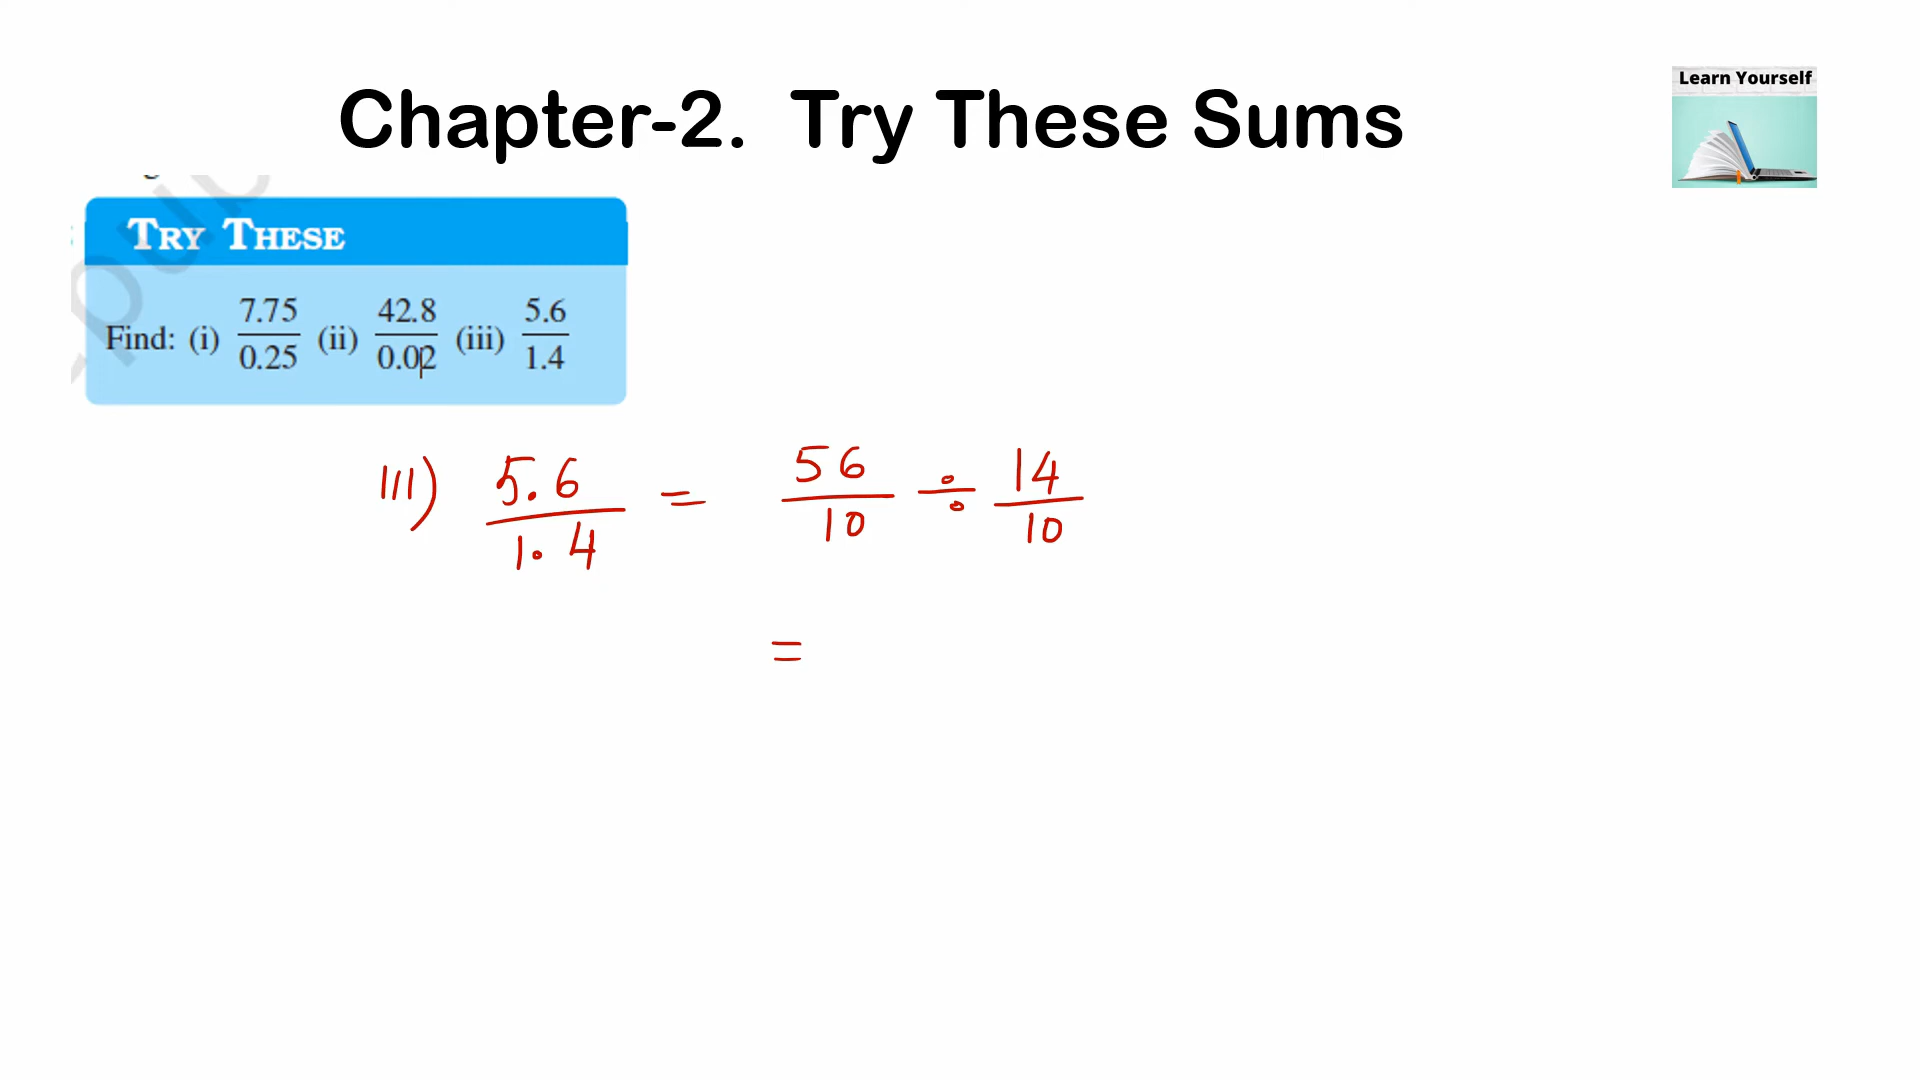 Chapter-2. Try These Sums
Learn Yourself
TRY THESE
Find: (i) 7.75/0.25 (ii) 42.8/0.02 (iii) 5.6/1.4
III) 5.6/1.4 = 56/10 ÷ 14/10
=